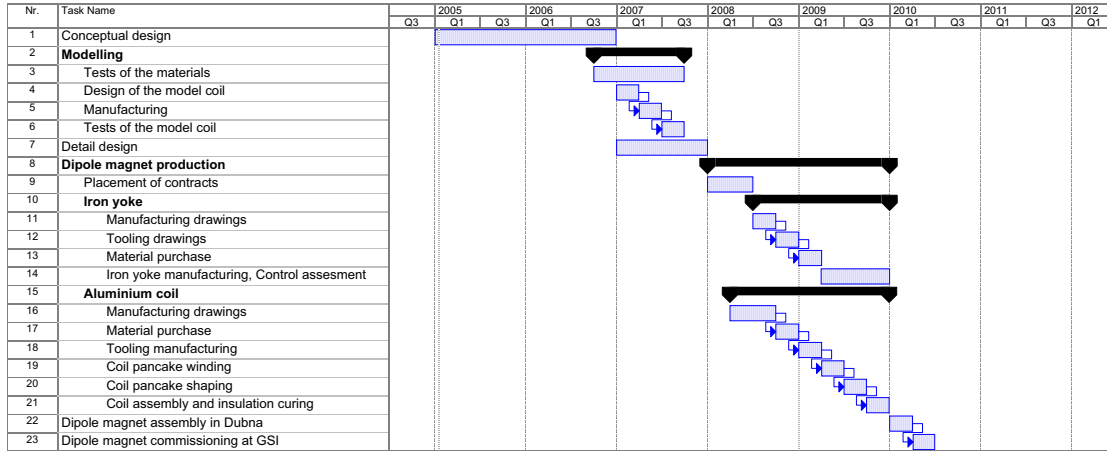 Nr. Task Name 2005 2006 2007 2008 2009 2010 2011 2012
Q3 Q1 Q3 Q1 Q3 Q1 Q3 Q1 Q3 Q1 Q3 Q1 Q3 Q1 Q3 Q1
1 Conceptual design
2 Modelling
3 Tests of the materials
4 Design of the model coil
5 Manufacturing
6 Tests of the model coil
7 Detail design
8 Dipole magnet production
9 Placement of contracts
10 Iron yoke
11 Manufacturing drawings
12 Tooling drawings
13 Material purchase
14 Iron yoke manufacturing, Control assesment
15 Aluminium coil
16 Manufacturing drawings
17 Material purchase
18 Tooling manufacturing
19 Coil pancake winding
20 Coil pancake shaping
21 Coil assembly and insulation curing
22 Dipole magnet assembly in Dubna
23 Dipole magnet commissioning at GSI